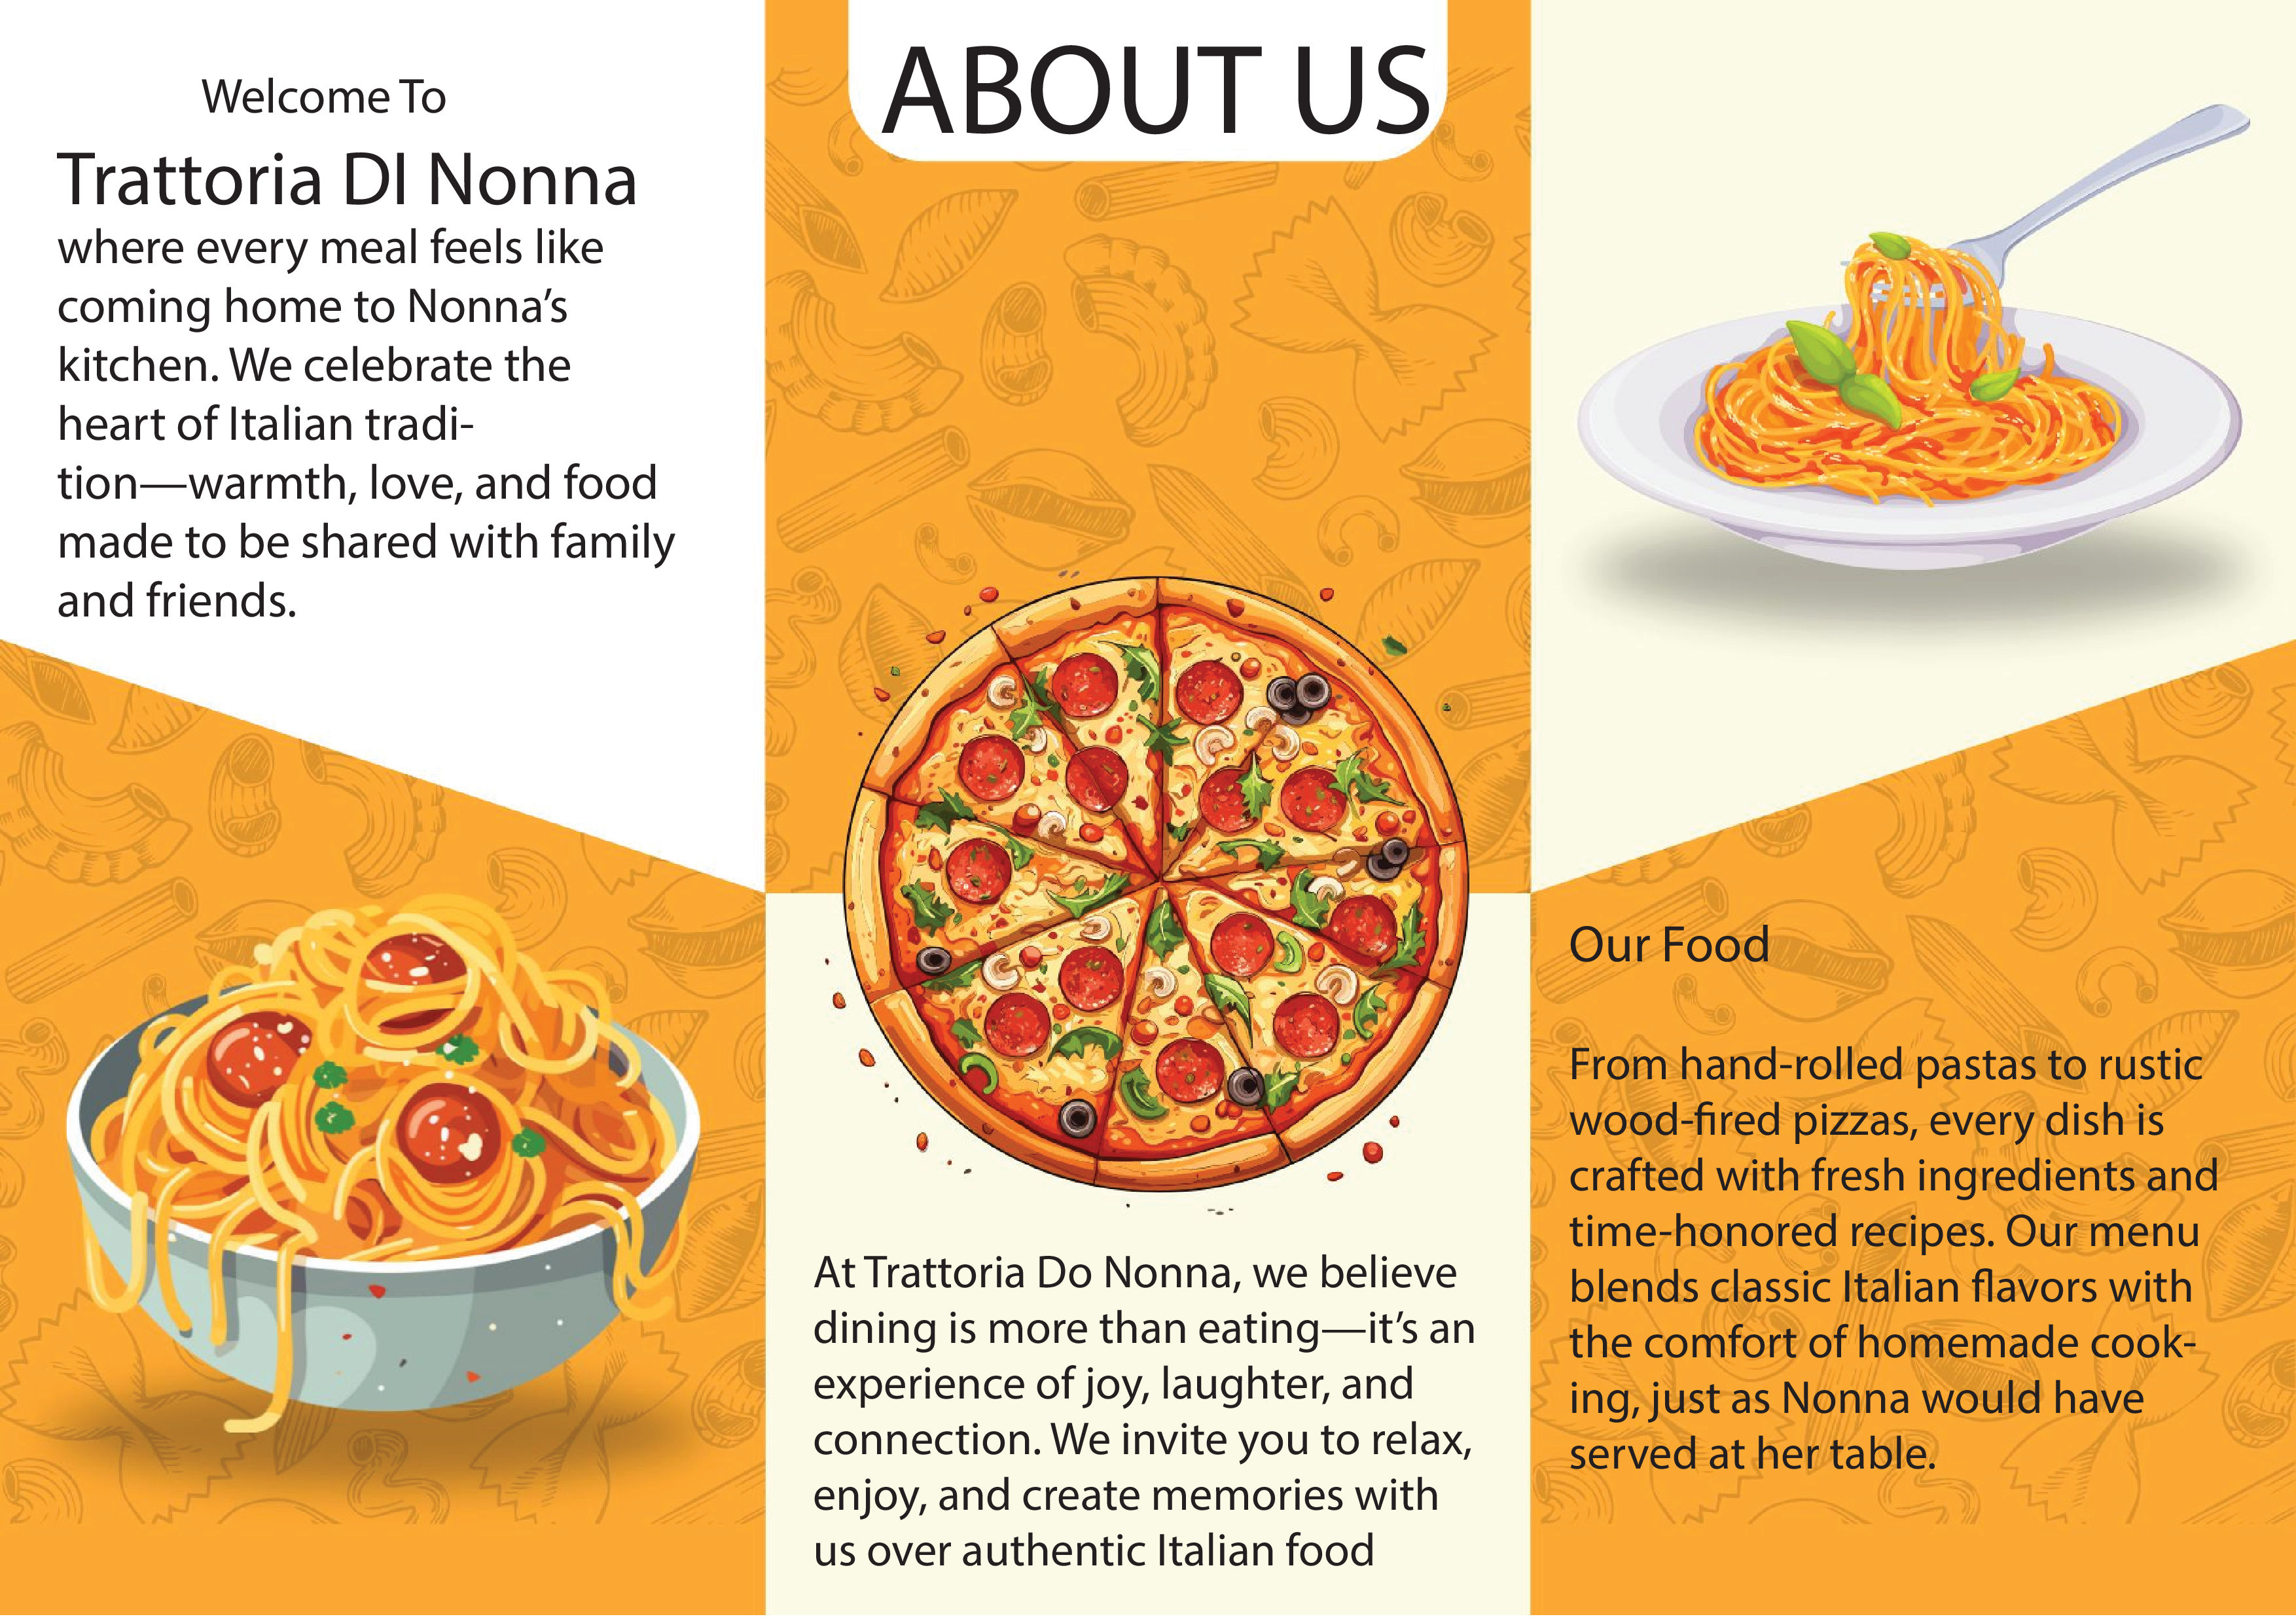 Welcome To
Trattoria DI Nonna
where every meal feels like
coming home to Nonna’s
kitchen. We celebrate the
heart of Italian tradi-
tion—warmth, love, and food
made to be shared with family
and friends.
ABOUT US
At Trattoria Do Nonna, we believe
dining is more than eating—it’s an
experience of joy, laughter, and
connection. We invite you to relax,
enjoy, and create memories with
us over authentic Italian food
Our Food
From hand-rolled pastas to rustic
wood-fired pizzas, every dish is
crafted with fresh ingredients and
time-honored recipes. Our menu
blends classic Italian flavors with
the comfort of homemade cook-
ing, just as Nonna would have
served at her table.